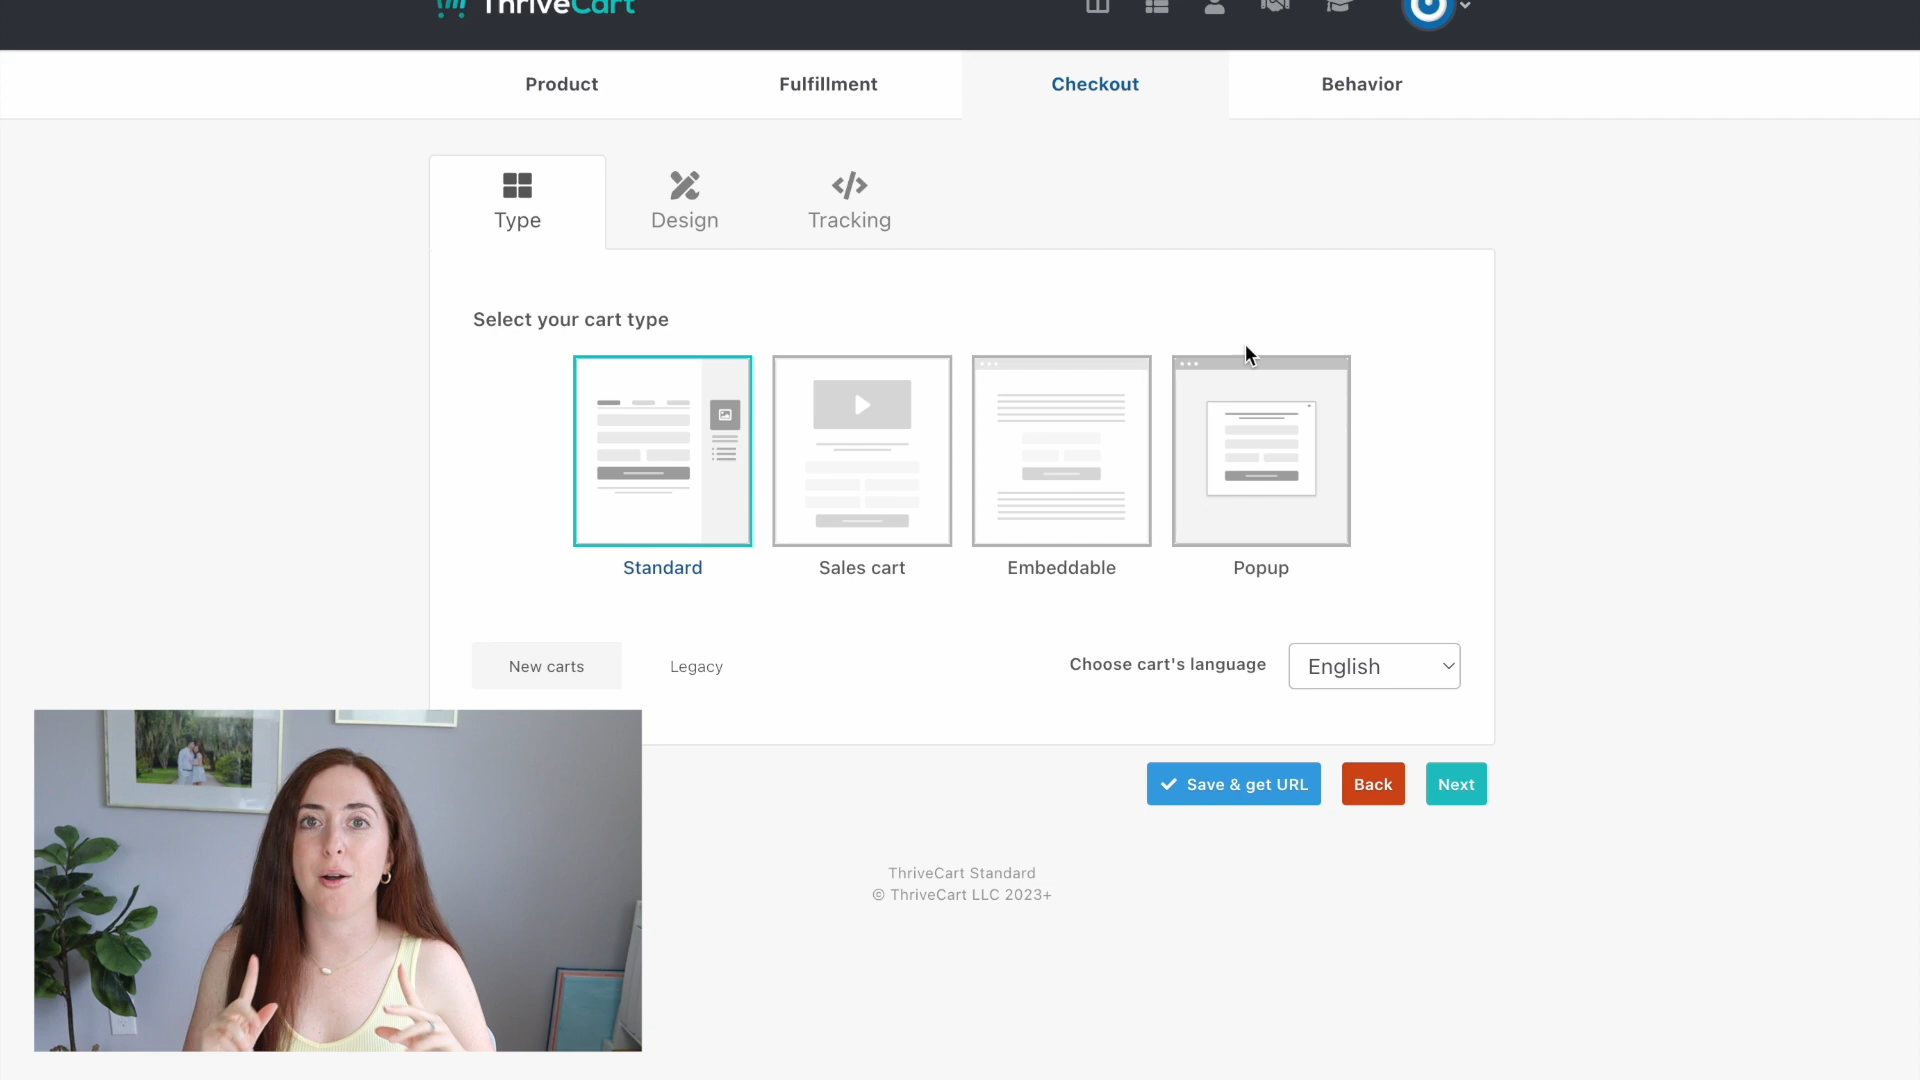 ThriveCart
Product
Fulfillment
Checkout
Behavior
Type
Design
Tracking
Select your cart type
Standard
Sales cart
Embeddable
Popup
New carts
Legacy
Choose cart's language
English
Save & get URL
Back
Next
ThriveCart Standard
© ThriveCart LLC 2023+